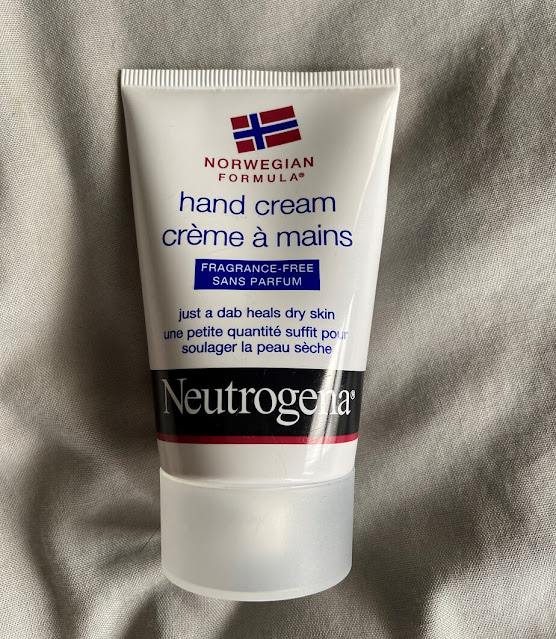 NORWEGIAN
FORMULA®
hand cream
crème à mains
FRAGRANCE-FREE
SANS PARFUM
just a dab heals dry skin
une petite quantité suffit pour
soulager la peau sèche
Neutrogena®